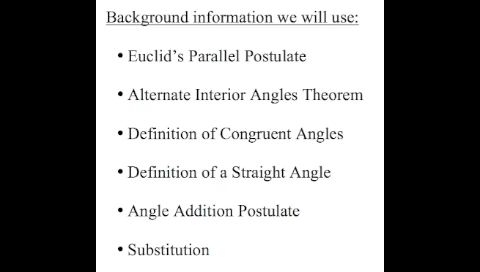 Background information we will use:
• Euclid's Parallel Postulate
• Alternate Interior Angles Theorem
• Definition of Congruent Angles
• Definition of a Straight Angle
• Angle Addition Postulate
• Substitution